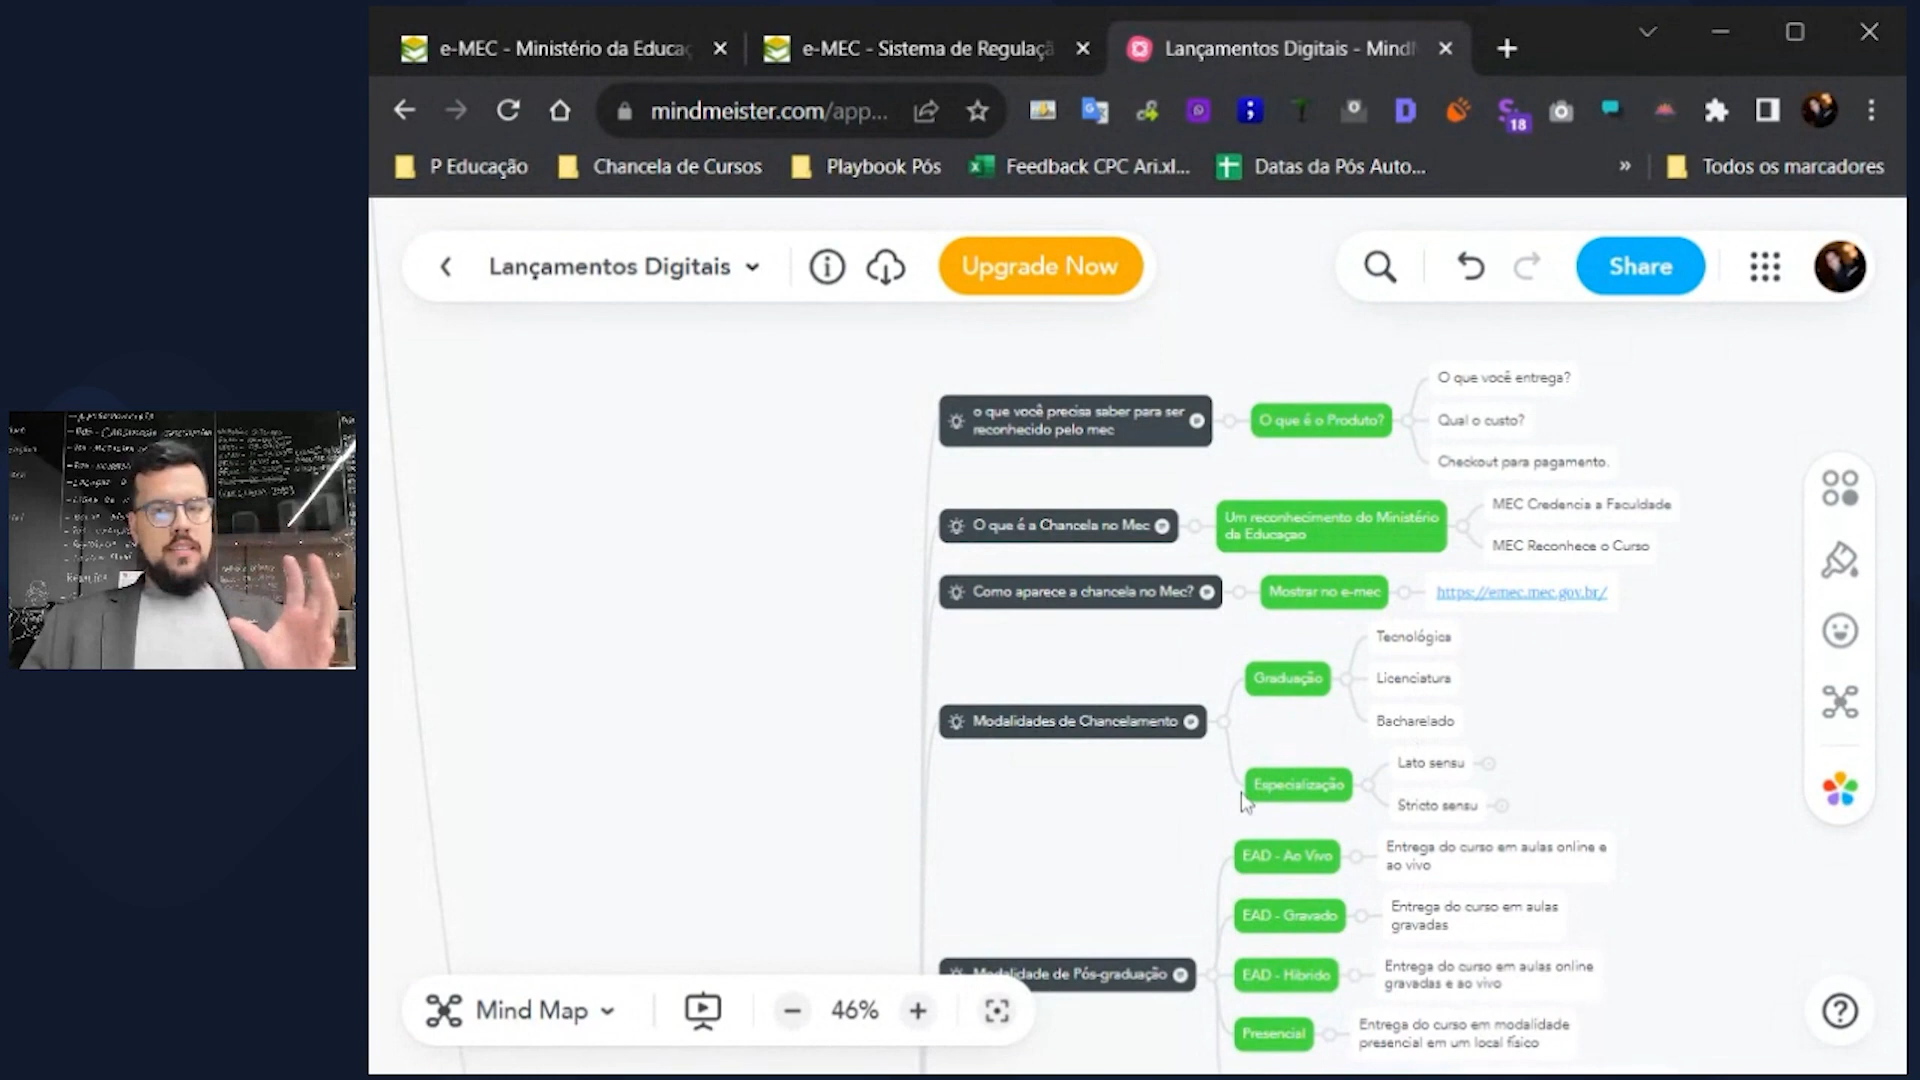 e-MEC - Ministério da Educaç
e-MEC - Sistema de Regulaçã
Lançamentos Digitais - Mind
mindmeister.com/app...
18
P Educação
Chancela de Cursos
Playbook Pós
Feedback CPC Ari.xl...
Datas da Pós Auto...
»
Todos os marcadores
Lançamentos Digitais
Upgrade Now
Share
o que você precisa saber para ser
reconhecido pelo mec
O que é o Produto?
O que você entrega?
Qual o custo?
Checkout para pagamento.
O que é a Chancela no Mec
Um reconhecimento do Ministério
da Educaçao
MEC Credencia a Faculdade
MEC Reconhece o Curso
Como aparece a chancela no Mec?
Mostrar no e-mec
https://emec.mec.gov.br/
Modalidades de Chancelamento
Graduação
Tecnológica
Licenciatura
Bacharelado
Especialização
Lato sensu
Stricto sensu
Modalidade de Pós-graduação
EAD - Ao Vivo
Entrega do curso em aulas online e
ao vivo
EAD - Gravado
Entrega do curso em aulas
gravadas
EAD - Híbrido
Entrega do curso em aulas online
gravadas e ao vivo
Presencial
Entrega do curso em modalidade
presencial em um local físico
Mind Map
46%